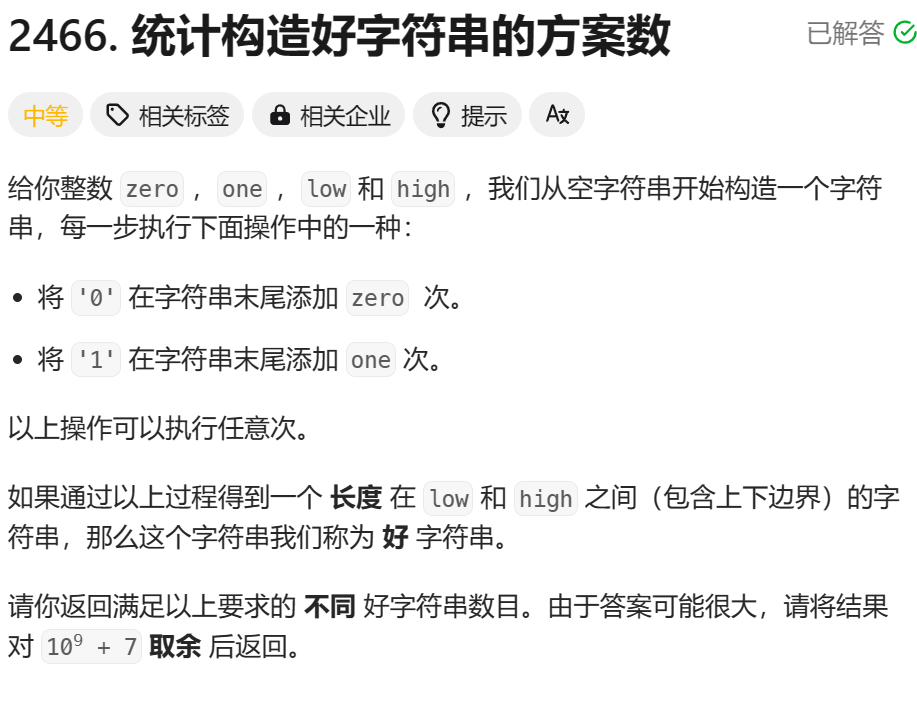 2466. 统计构造好字符串的方案数
已解答
中等 相关标签 相关企业 提示
给你整数 zero ，one ，low 和 high ，我们从空字符串开始构造一个字符
串，每一步执行下面操作中的一种：
• 将 '0' 在字符串末尾添加 zero 次。
• 将 '1' 在字符串末尾添加 one 次。
以上操作可以执行任意次。
如果通过以上过程得到一个 长度 在 low 和 high 之间（包含上下边界）的字
符串，那么这个字符串我们称为 好 字符串。
请你返回满足以上要求的 不同 好字符串数目。由于答案可能很大，请将结果
对 10⁹ + 7 取余 后返回。